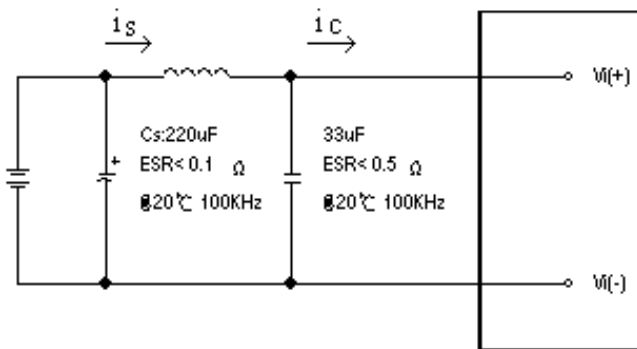 is
ic
Vi(+)
Cs:220uF
ESR<0.1 Ω
20℃ 100KHz
33uF
ESR<0.5 Ω
20℃ 100KHz
+
Vi(-)